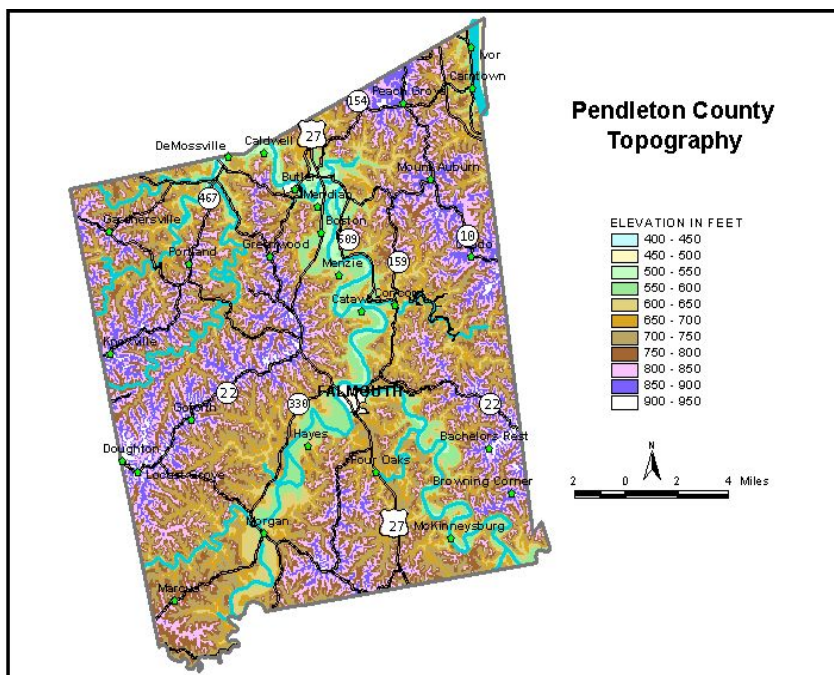 Pendleton County
Topography
ELEVATION IN FEET
400 - 450
450 - 500
500 - 550
550 - 600
600 - 650
650 - 700
700 - 750
750 - 800
800 - 850
850 - 900
900 - 950
N
2 0 2 4 Miles
Ivor
Carntown
Peach Grove
154
27
Caldwell
DeMossville
Butler
Mount Auburn
467
Meridian
Gardnersville
Boston
10
Greenwood
609
159
Portland
Menzie
Concord
Catawba
Knoxville
FALMOUTH
22
330
22
Goforth
Hayes
Bachelors Rest
Doughton
Locust Grove
Four Oaks
Browning Corner
27
Morgan
McKinneysburg
Marcus